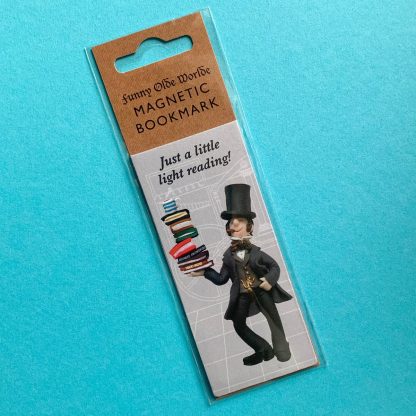 Funny Olde Worlde
MAGNETIC
BOOKMARK
Just a little
light reading!